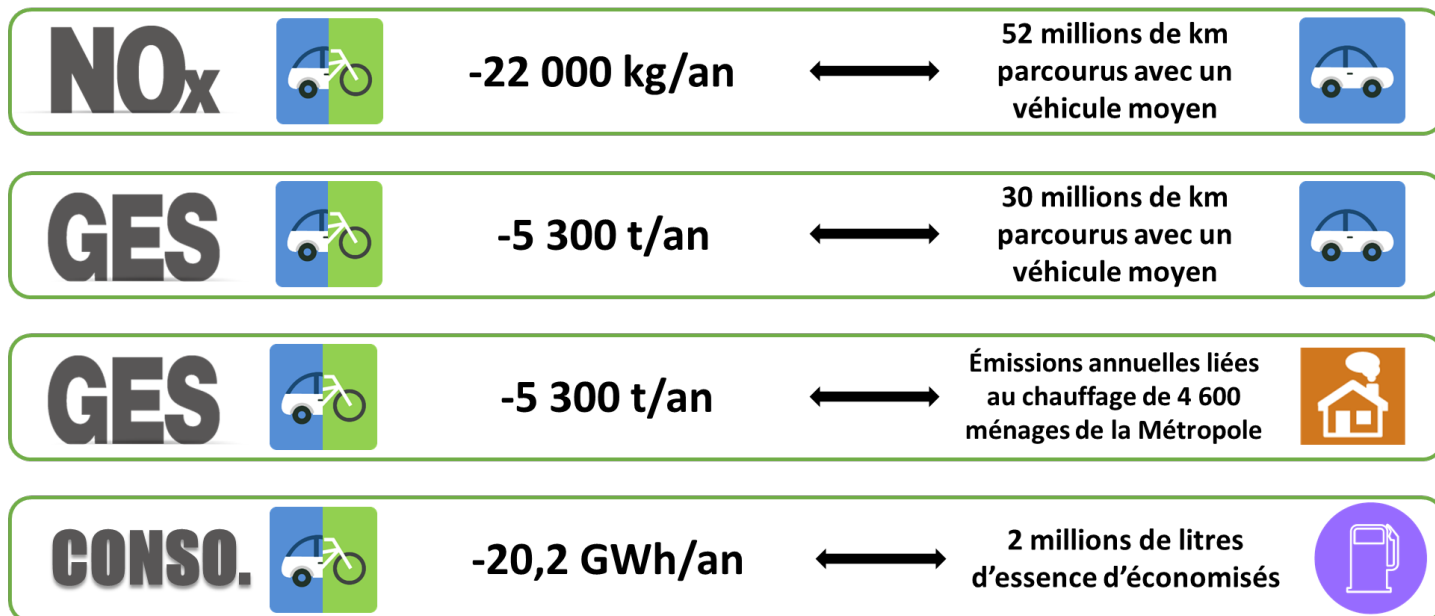 NOx
-22 000 kg/an
52 millions de km
parcourus avec un
véhicule moyen
GES
-5 300 t/an
30 millions de km
parcourus avec un
véhicule moyen
GES
-5 300 t/an
Émissions annuelles liées
au chauffage de 4 600
ménages de la Métropole
CONSO.
-20,2 GWh/an
2 millions de litres
d’essence d’économisés